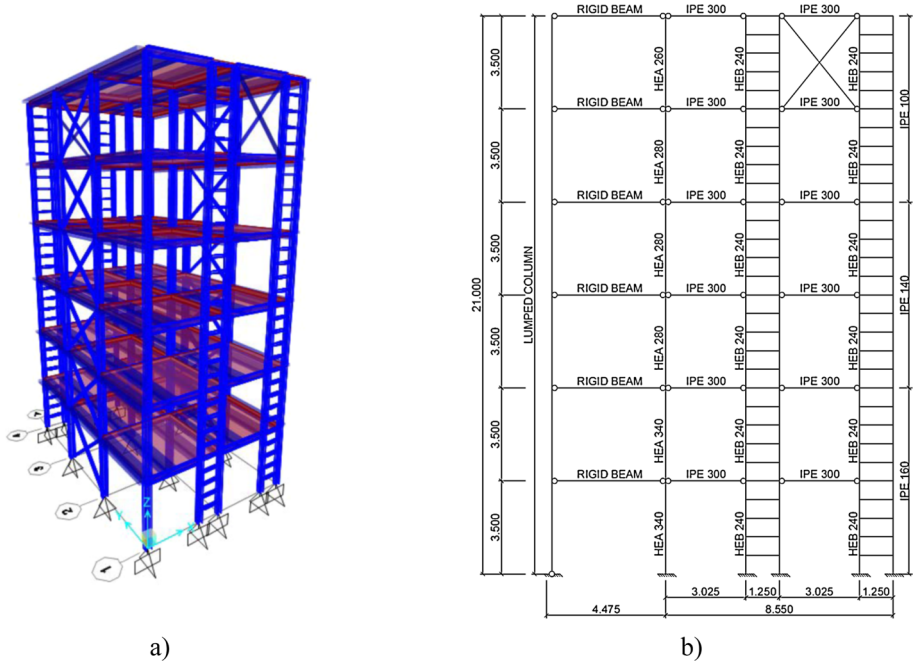 RIGID BEAM IPE 300 IPE 300
3.500 HEA 260 HEB 240 HEB 240 IPE 100
RIGID BEAM IPE 300 IPE 300
3.500 HEA 280 HEB 240 HEB 240
RIGID BEAM IPE 300 IPE 300
3.500 HEA 280 HEB 240 HEB 240
21.000 LUMPED COLUMN
RIGID BEAM IPE 300 IPE 300 IPE 140
3.500 HEA 280 HEB 240 HEB 240
RIGID BEAM IPE 300 IPE 300
3.500 HEA 340 HEB 240 HEB 240
RIGID BEAM IPE 300 IPE 300 IPE 160
3.500 HEA 340 HEB 240 HEB 240
3.025 1.250 3.025 1.250
4.475 8.550
4
3
2
1
Z
a) b)